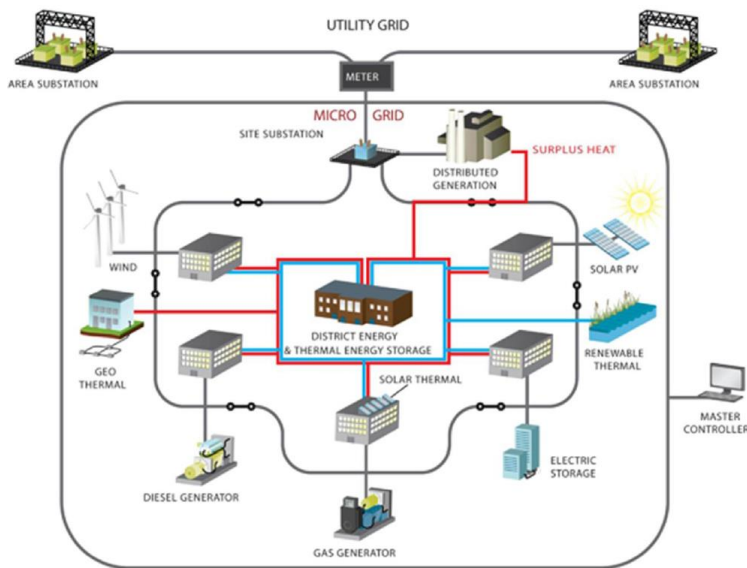 UTILITY GRID
AREA SUBSTATION
METER
AREA SUBSTATION
MICRO GRID
SITE SUBSTATION
SURPLUS HEAT
DISTRIBUTED
GENERATION
WIND
SOLAR PV
DISTRICT ENERGY
& THERMAL ENERGY STORAGE
GEO
THERMAL
RENEWABLE
THERMAL
SOLAR THERMAL
MASTER
CONTROLLER
DIESEL GENERATOR
ELECTRIC
STORAGE
GAS GENERATOR